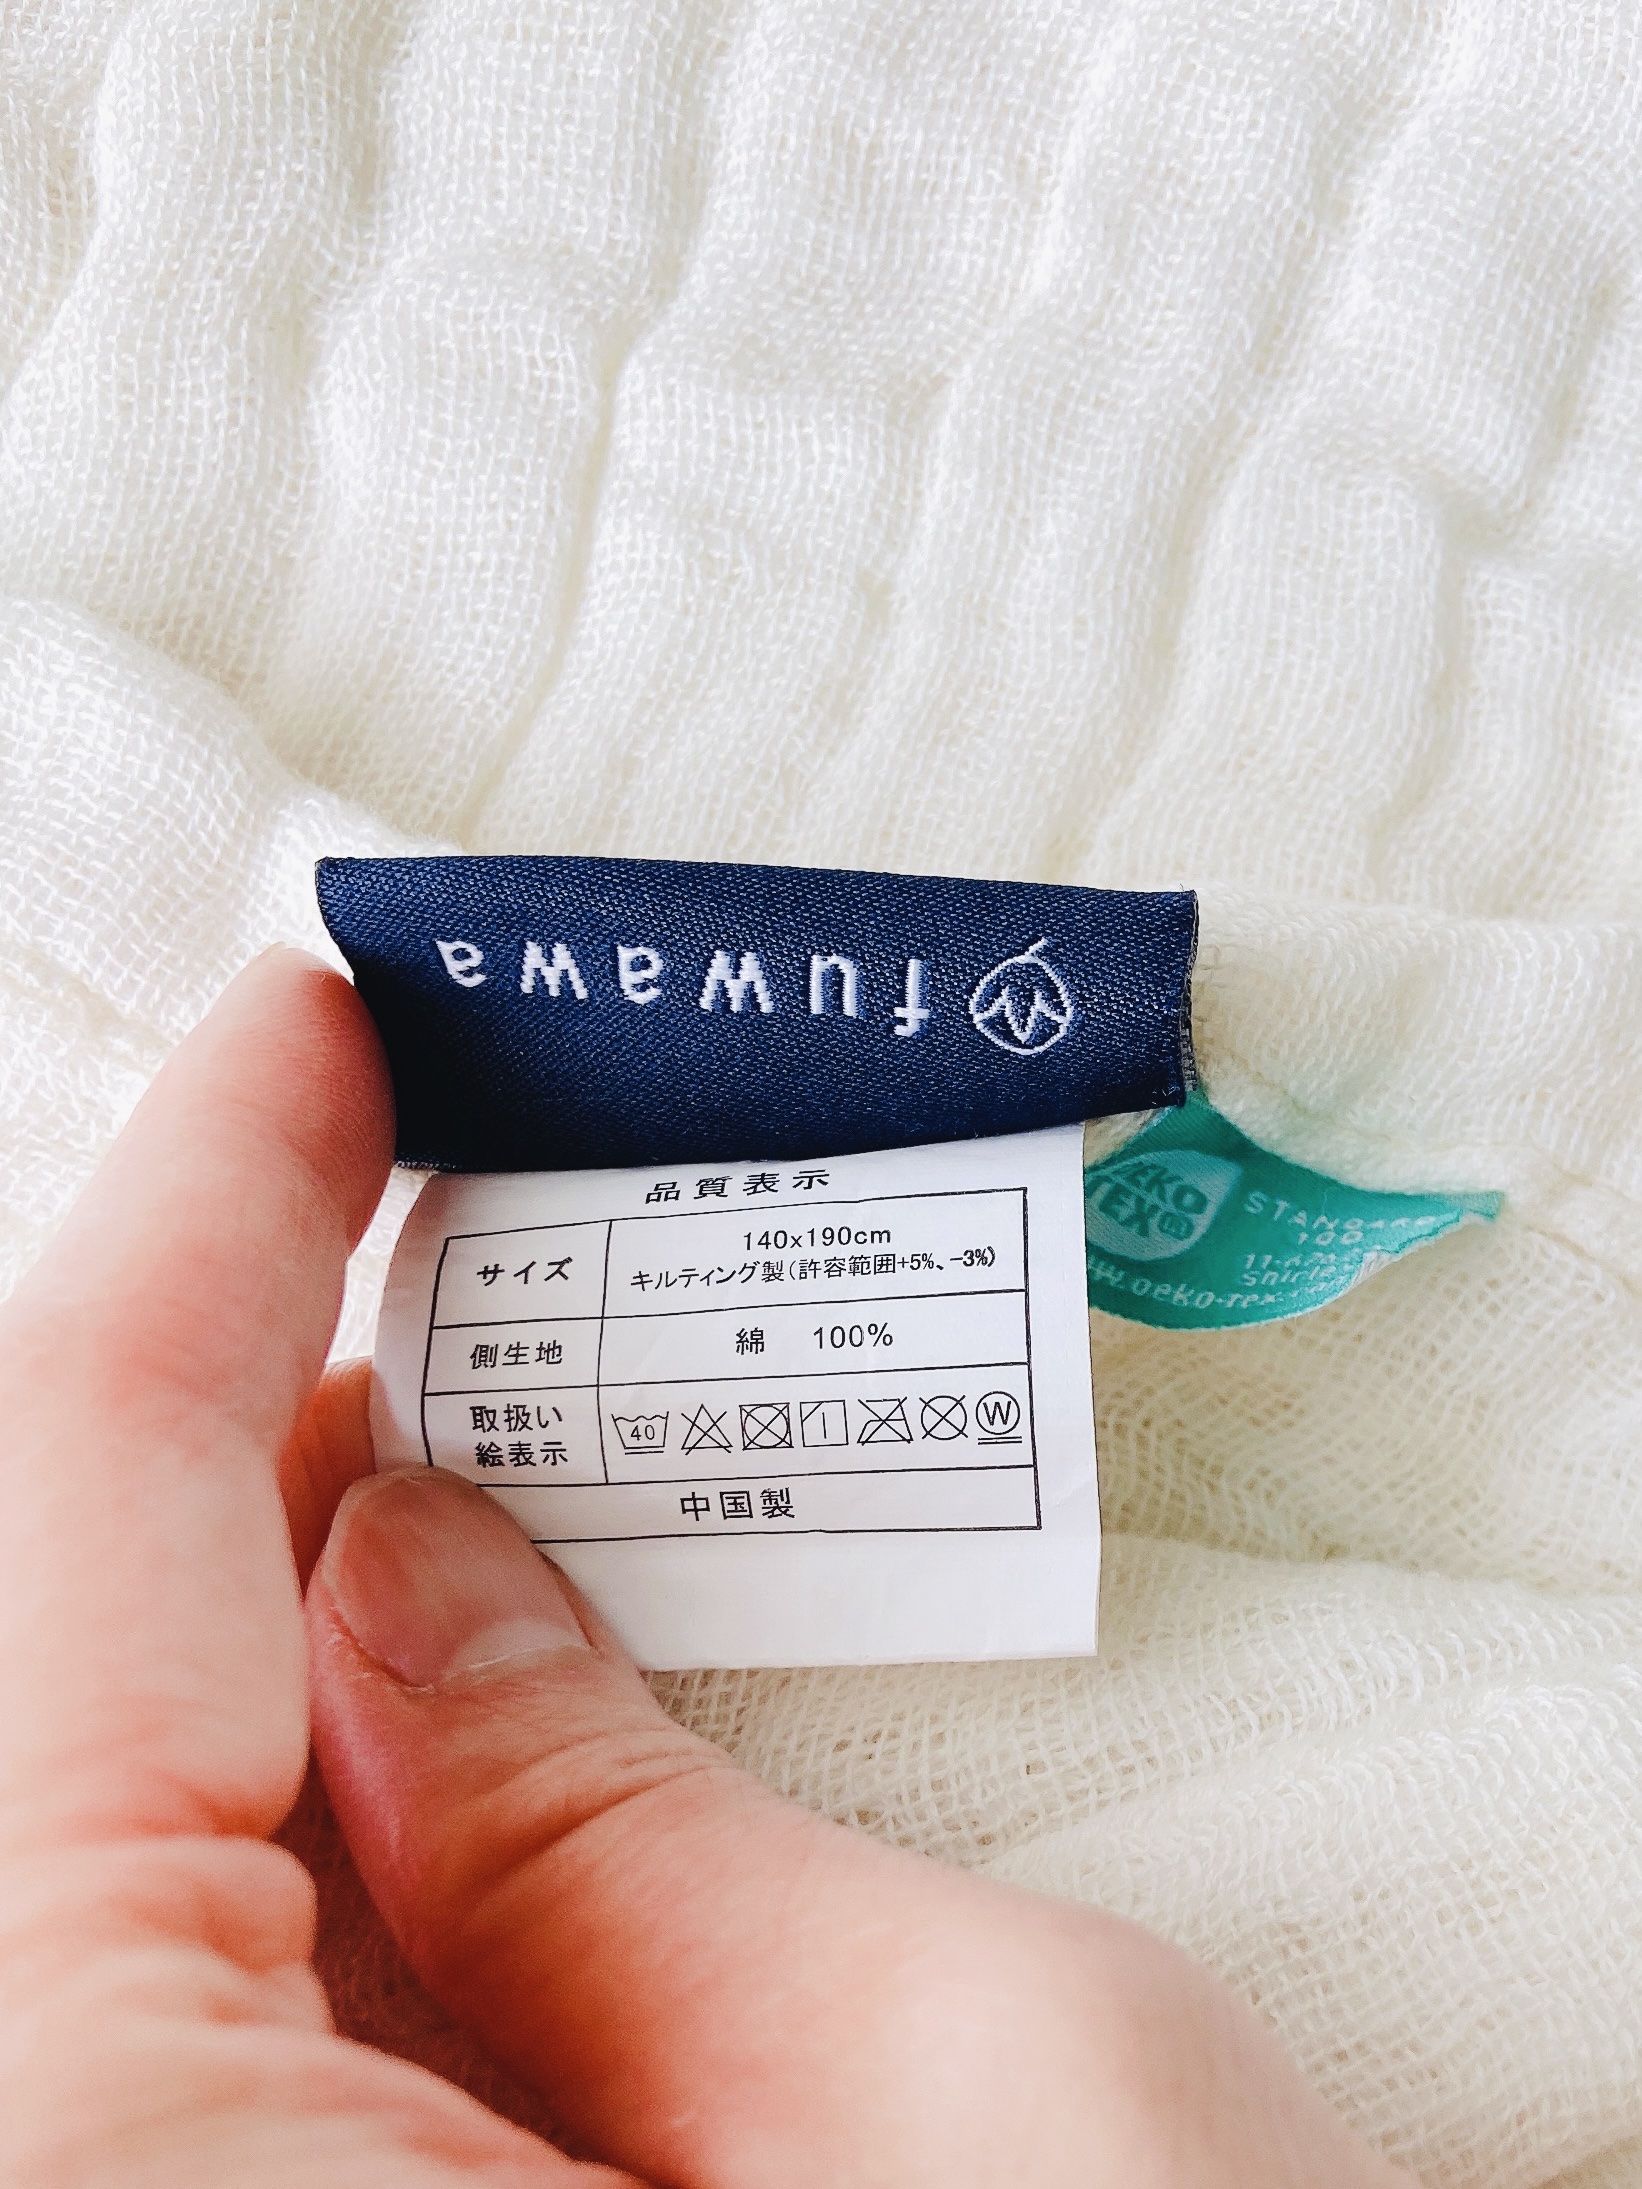 fuwawa
品質表示
サイズ
140x190cm
キルティング製(許容範囲+5%、-3%)
側生地
綿 100%
取扱い
絵表示
40
W
中国製
TEX®
STANDARD
100